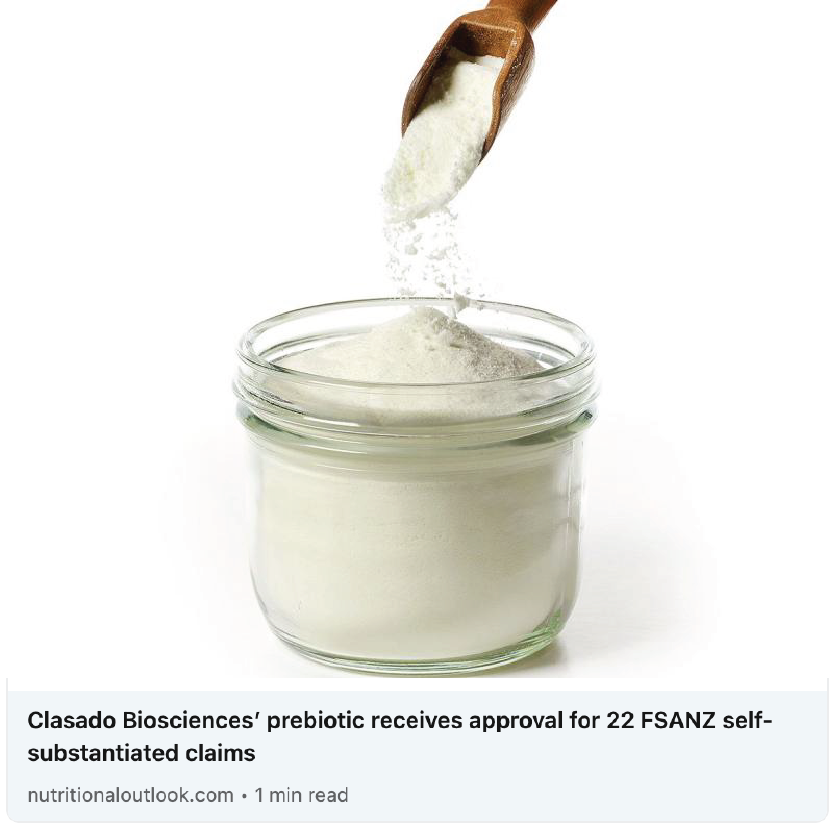 Clasado Biosciences’ prebiotic receives approval for 22 FSANZ self-
substantiated claims
nutritionaloutlook.com • 1 min read